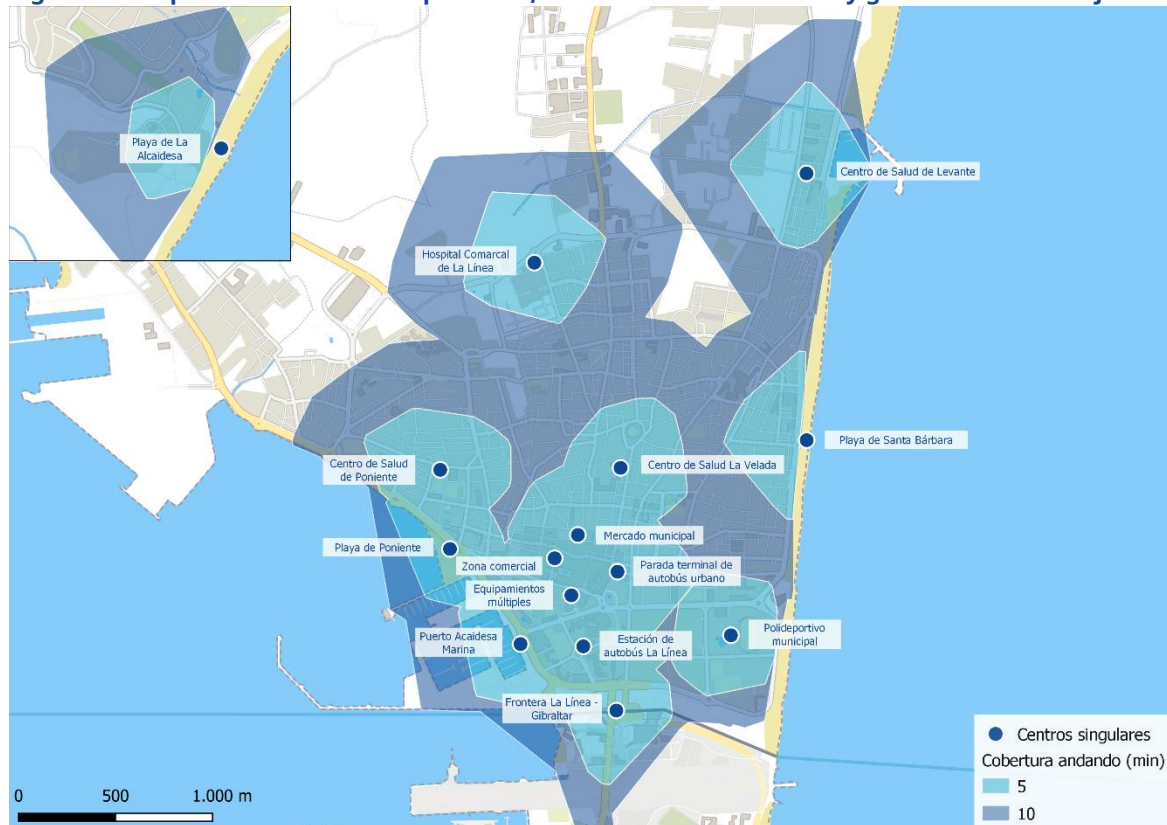 Playa de La
Alcaidesa
Centro de Salud de Levante
Hospital Comarcal
de La Línea
Playa de Santa Bárbara
Centro de Salud
de Poniente
Centro de Salud La Velada
Mercado municipal
Playa de Poniente
Zona comercial
Parada terminal de
autobús urbano
Equipamientos
múltiples
Polideportivo
municipal
Puerto Acaidesa
Marina
Estación de
autobús La Línea
Frontera La Línea -
Gibraltar
Centros singulares
Cobertura andando (min)
5
10
0 500 1.000 m